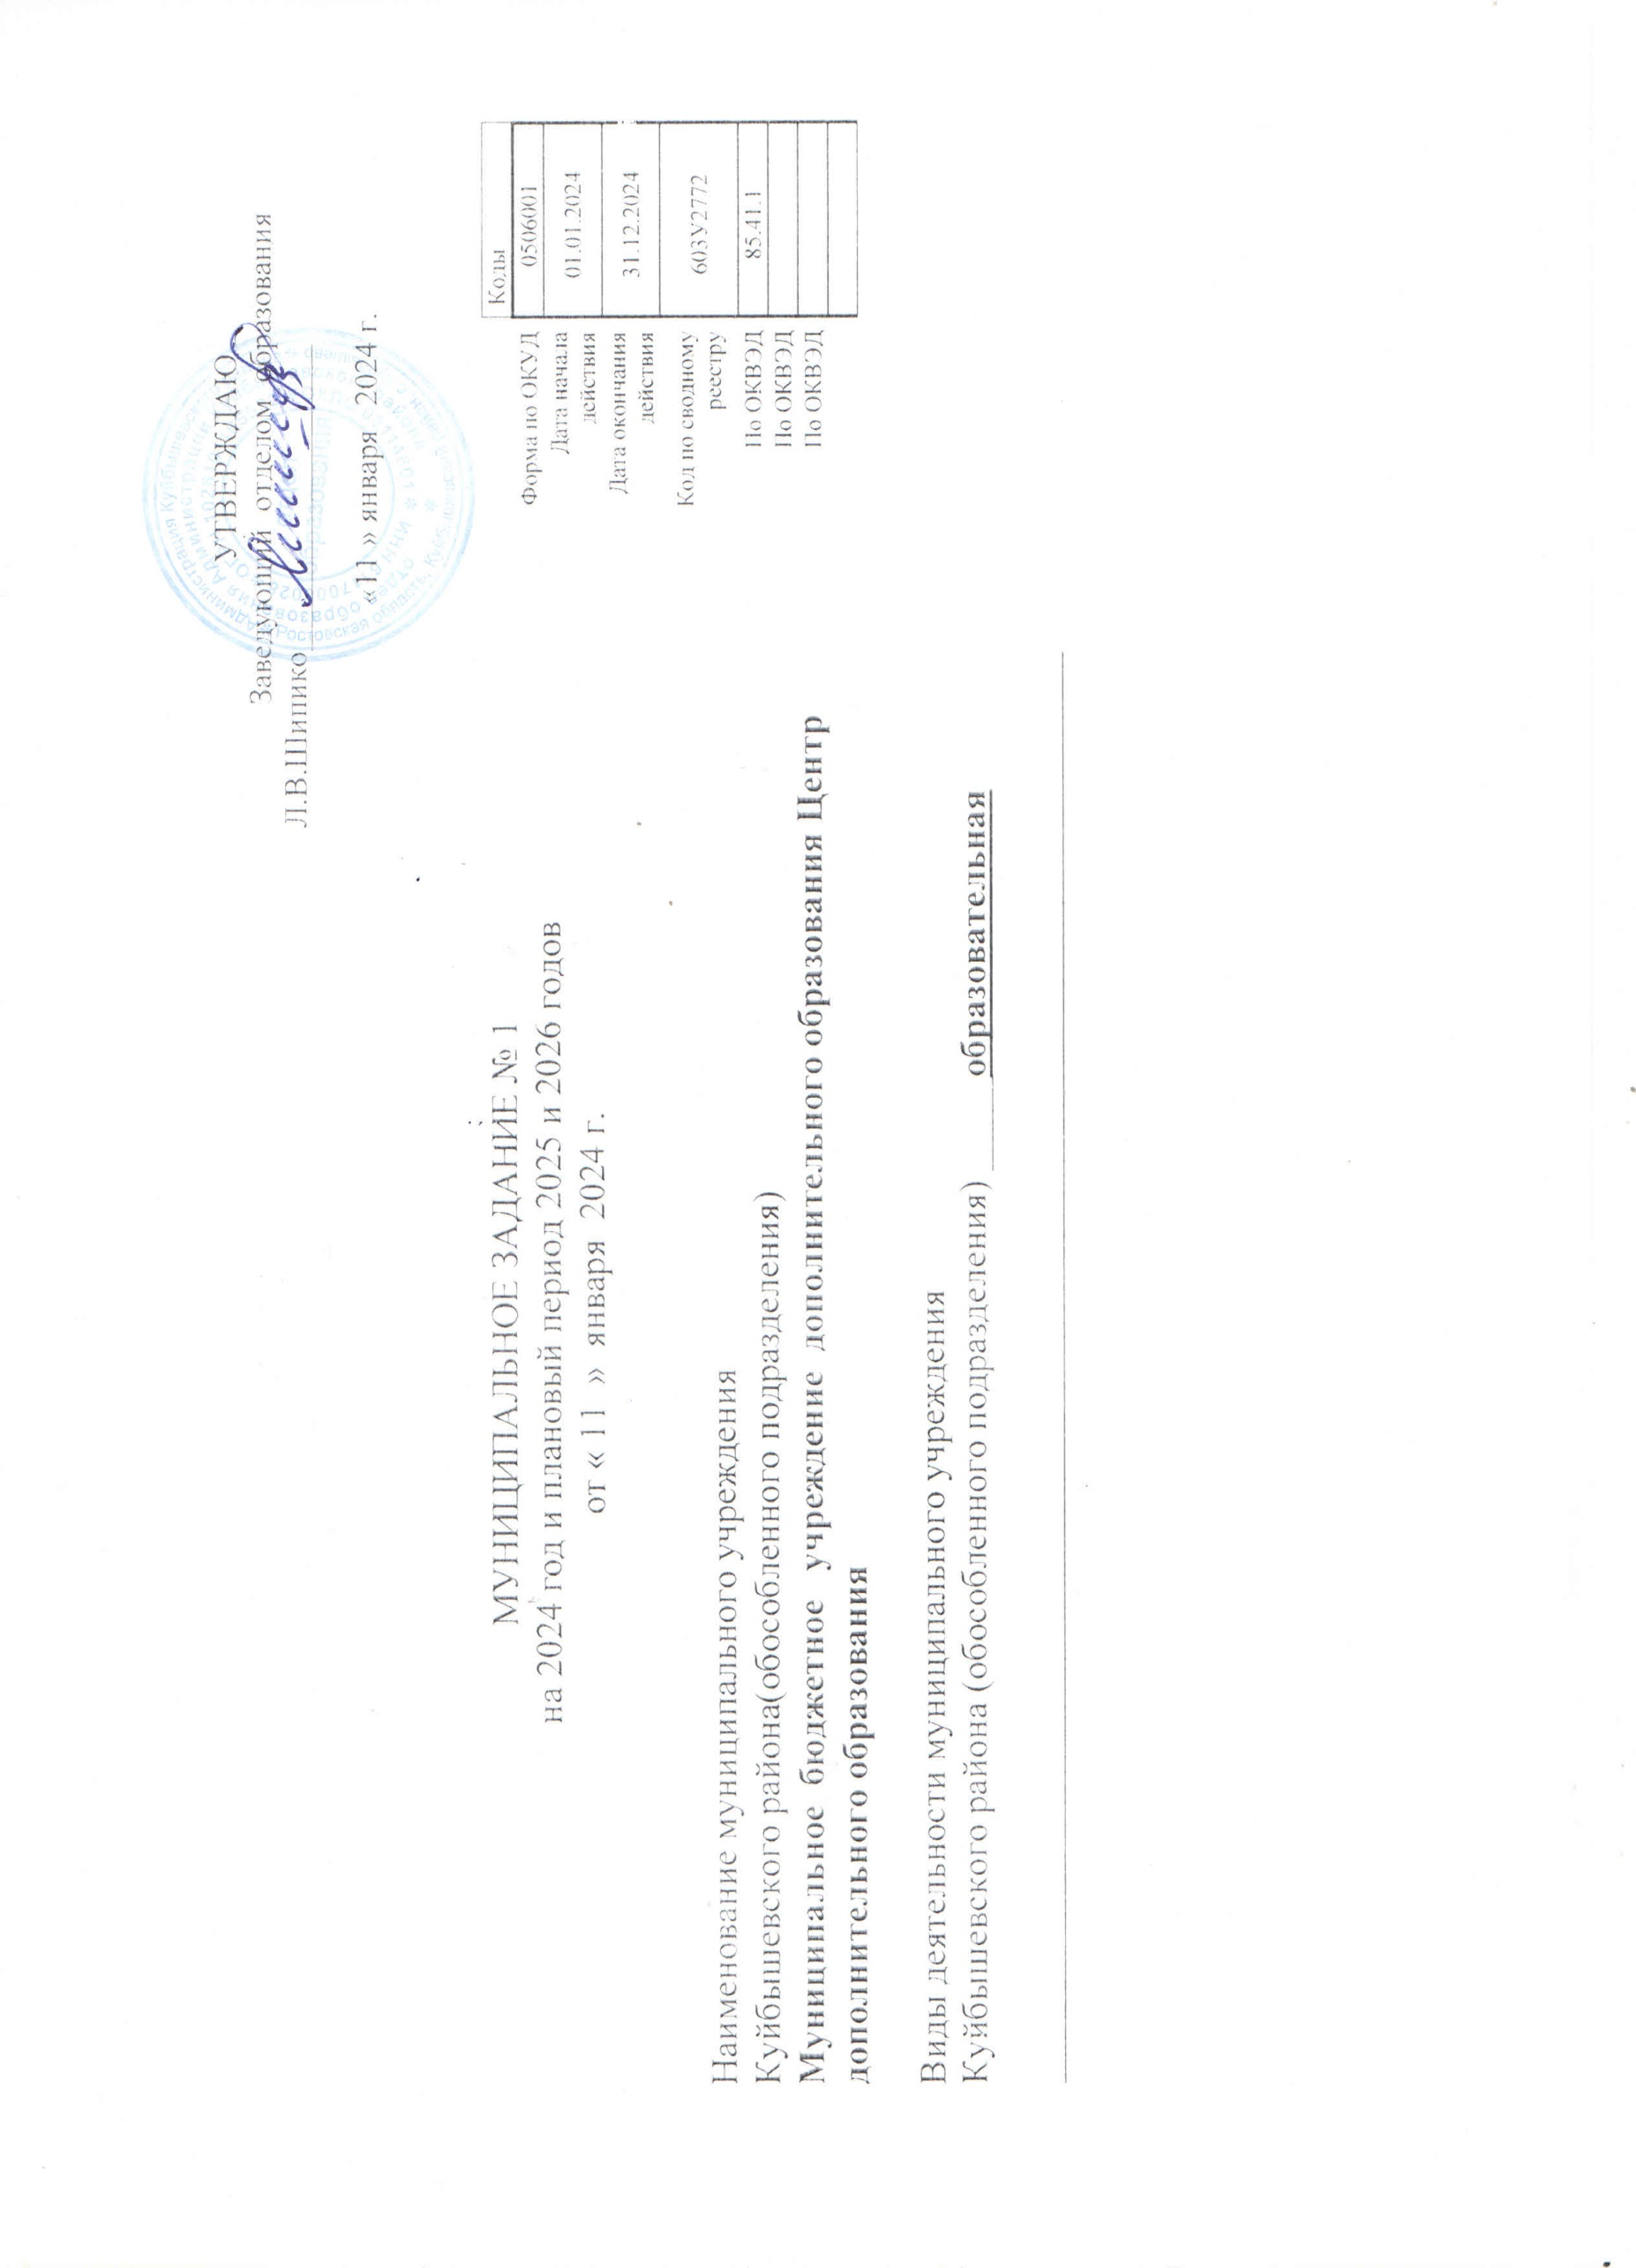 УТВЕРЖДАЮ
Заведующий отделом образования
Л.В.Шипико
«11 » января 2024 г.
Коды
Форма по ОКУД 0506001
Дата начала действия 01.01.2024
Дата окончания действия 31.12.2024
Код по сводному реестру 603У2772
По ОКВЭД 85.41.1
По ОКВЭД
По ОКВЭД
МУНИЦИПАЛЬНОЕ ЗАДАНИЕ № 1
на 2024 год и плановый период 2025 и 2026 годов
от « 11 » января 2024 г.
Наименование муниципального учреждения
Куйбышевского района(обособленного подразделения)
Муниципальное бюджетное учреждение дополнительного образования Центр
дополнительного образования
Виды деятельности муниципального учреждения
Куйбышевского района (обособленного подразделения) образовательная